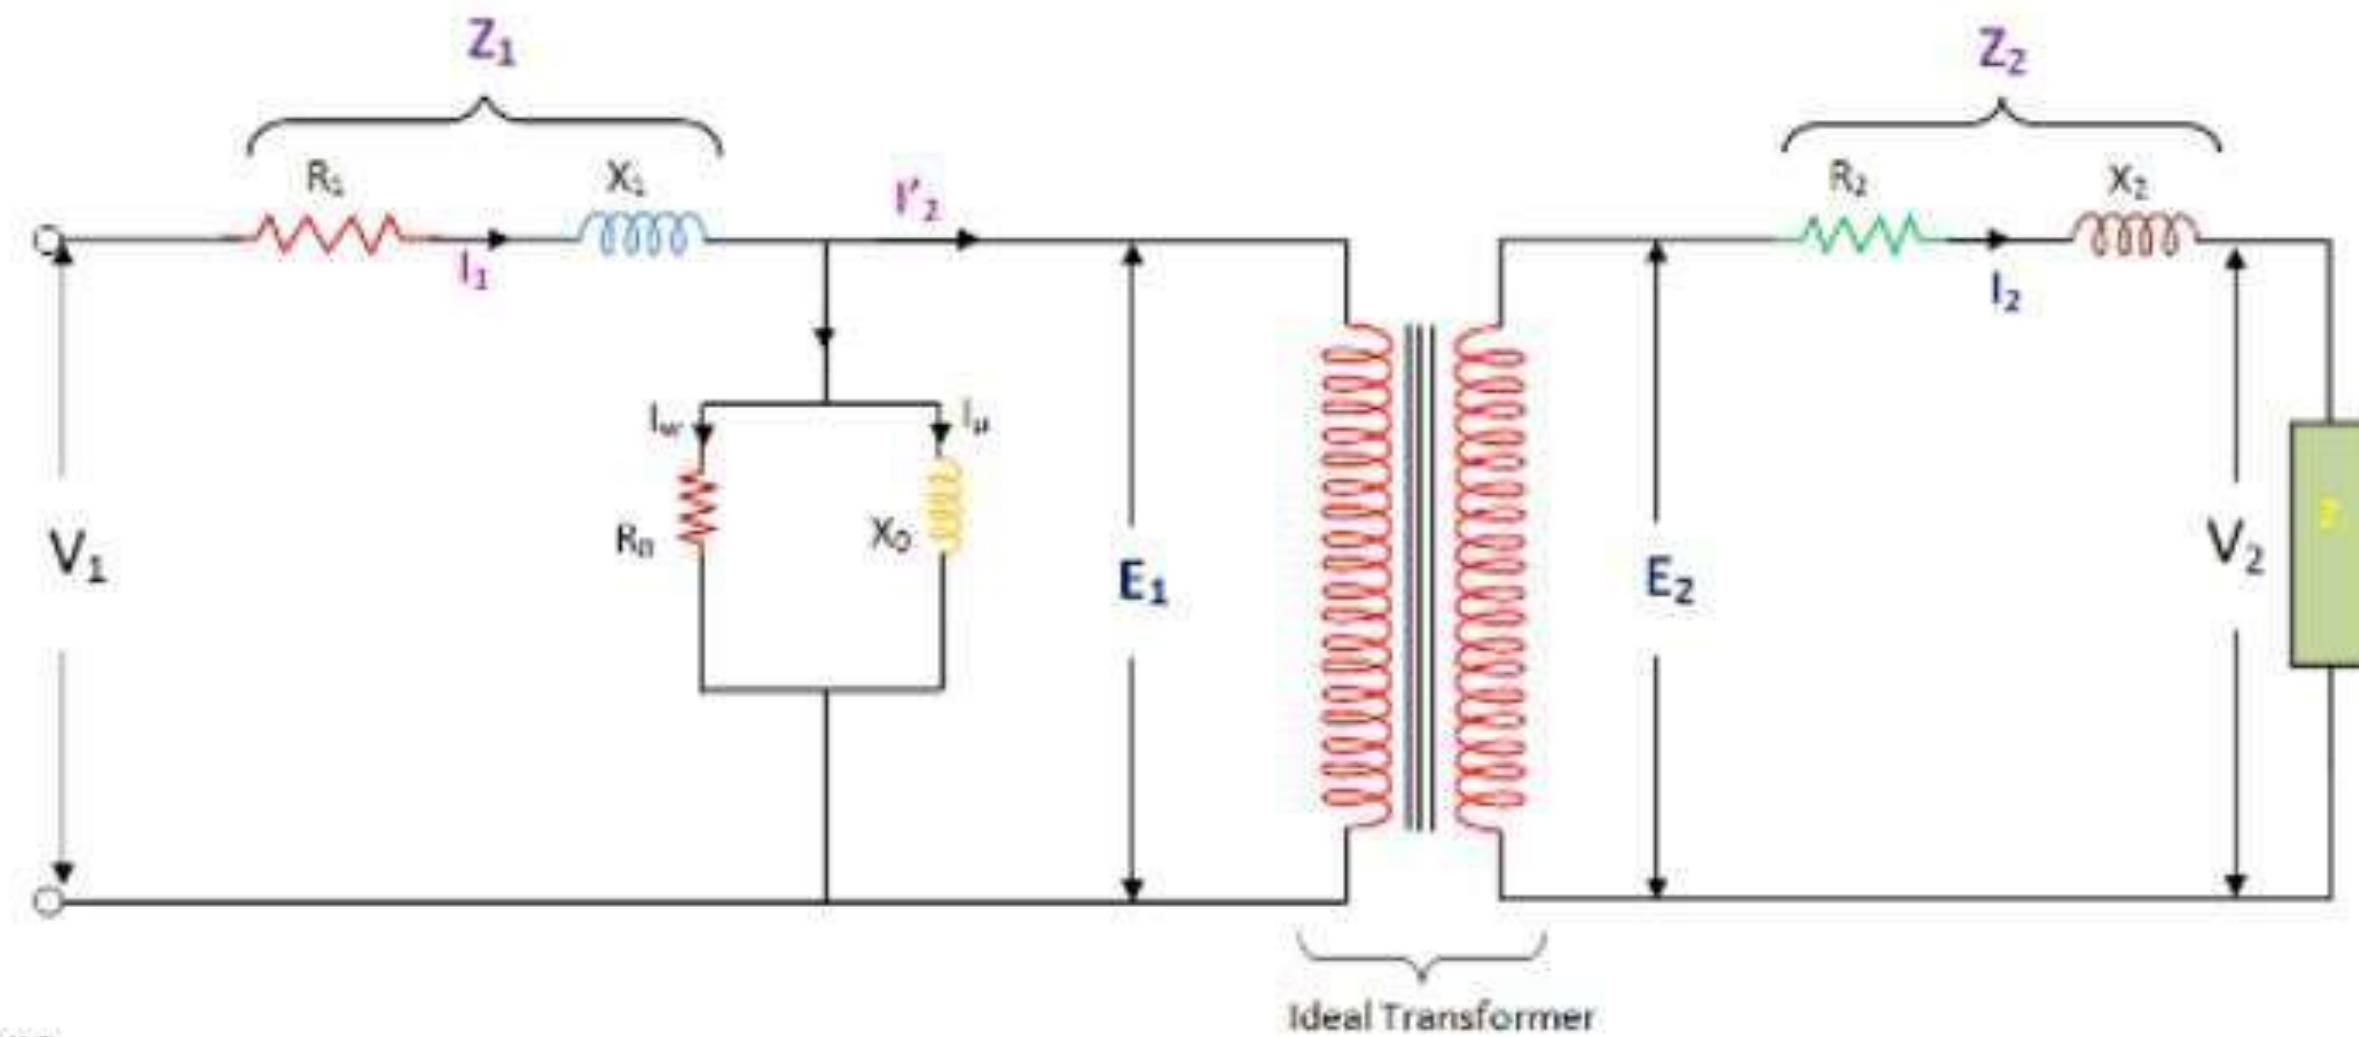 Z₁
Z₂
R₁
X₁
I'₂
R₂
X₂
I₁
I₂
Iw
Iμ
R₀
X₀
V₁
E₁
E₂
V₂
Ideal Transformer